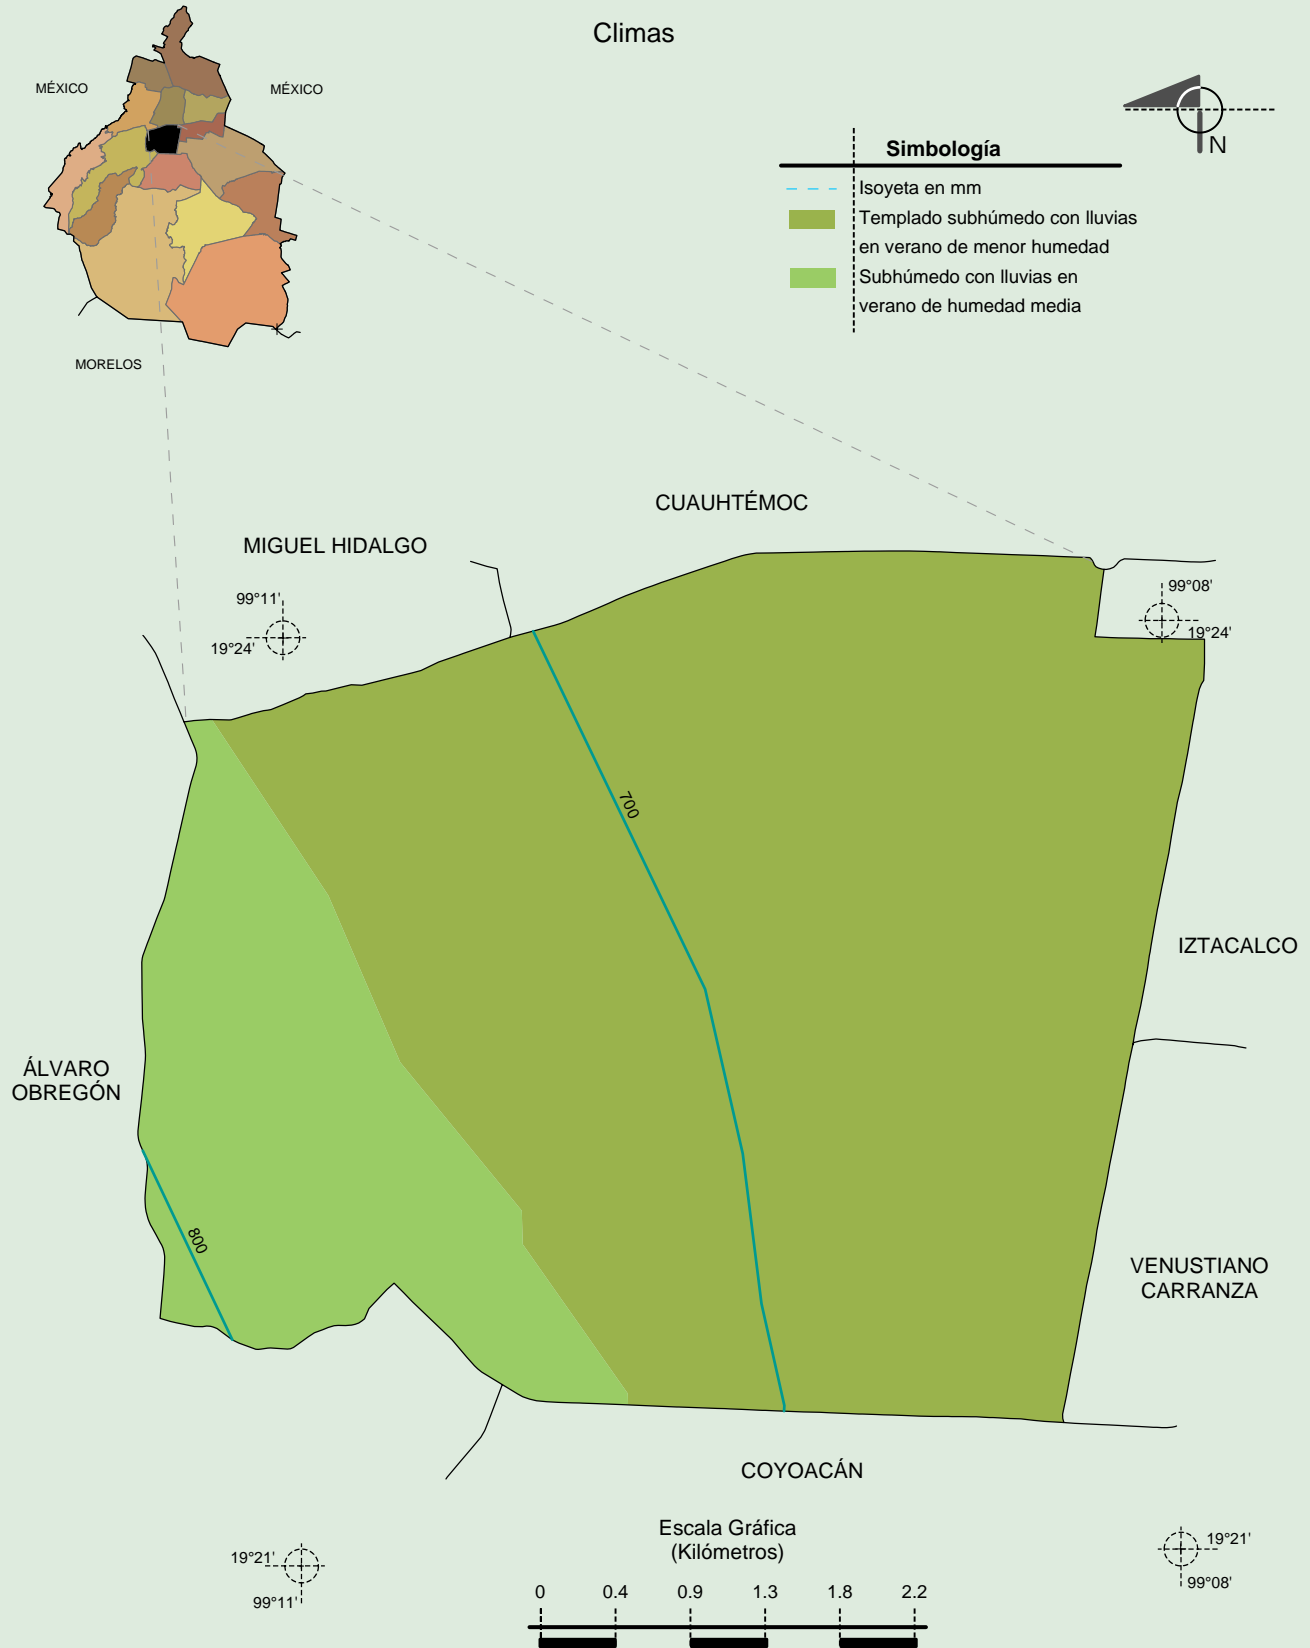 Climas
MÉXICO
MÉXICO
MORELOS
N
Simbología
Isoyeta en mm
Templado subhúmedo con lluvias
en verano de menor humedad
Subhúmedo con lluvias en
verano de humedad media
CUAUHTÉMOC
MIGUEL HIDALGO
99°11'
19°24'
99°08'
19°24'
700
IZTACALCO
ÁLVARO
OBREGÓN
800
VENUSTIANO
CARRANZA
COYOACÁN
Escala Gráfica
(Kilómetros)
19°21'
99°11'
19°21'
99°08'
0 0.4 0.9 1.3 1.8 2.2